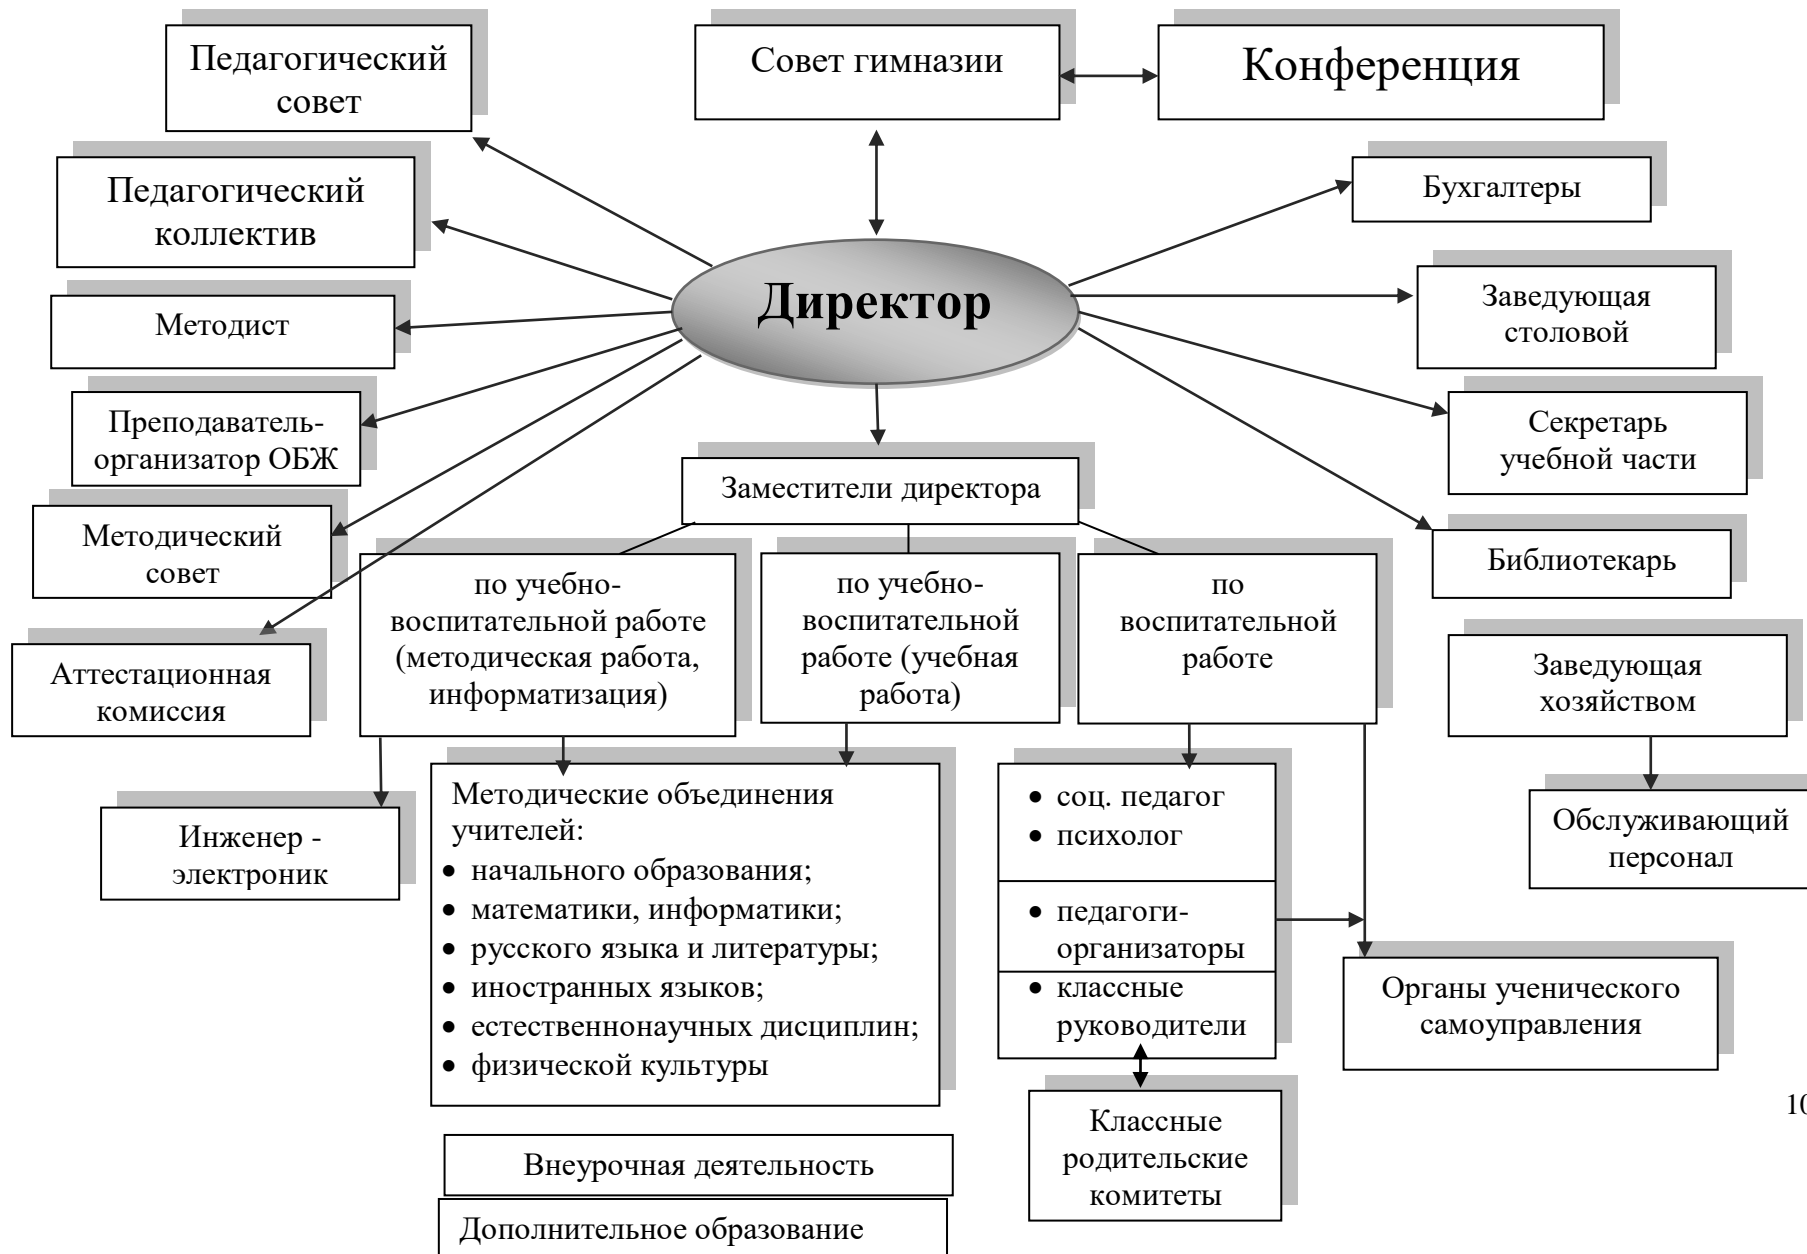 Педагогический
совет
Совет гимназии
Конференция
Педагогический
коллектив
Бухгалтеры
Директор
Методист
Заведующая
столовой
Преподаватель-
организатор ОБЖ
Секретарь
учебной части
Заместители директора
Методический
совет
Библиотекарь
по учебно-
воспитательной работе
(методическая работа,
информатизация)
по учебно-
воспитательной
работе (учебная
работа)
по
воспитательной
работе
Аттестационная
комиссия
Заведующая
хозяйством
Инженер -
электроник
Методические объединения
учителей:
• начального образования;
• математики, информатики;
• русского языка и литературы;
• иностранных языков;
• естественнонаучных дисциплин;
• физической культуры
• соц. педагог
• психолог
• педагоги-
организаторы
• классные
руководители
Обслуживающий
персонал
Органы ученического
самоуправления
Классные
родительские
комитеты
10
Внеурочная деятельность
Дополнительное образование